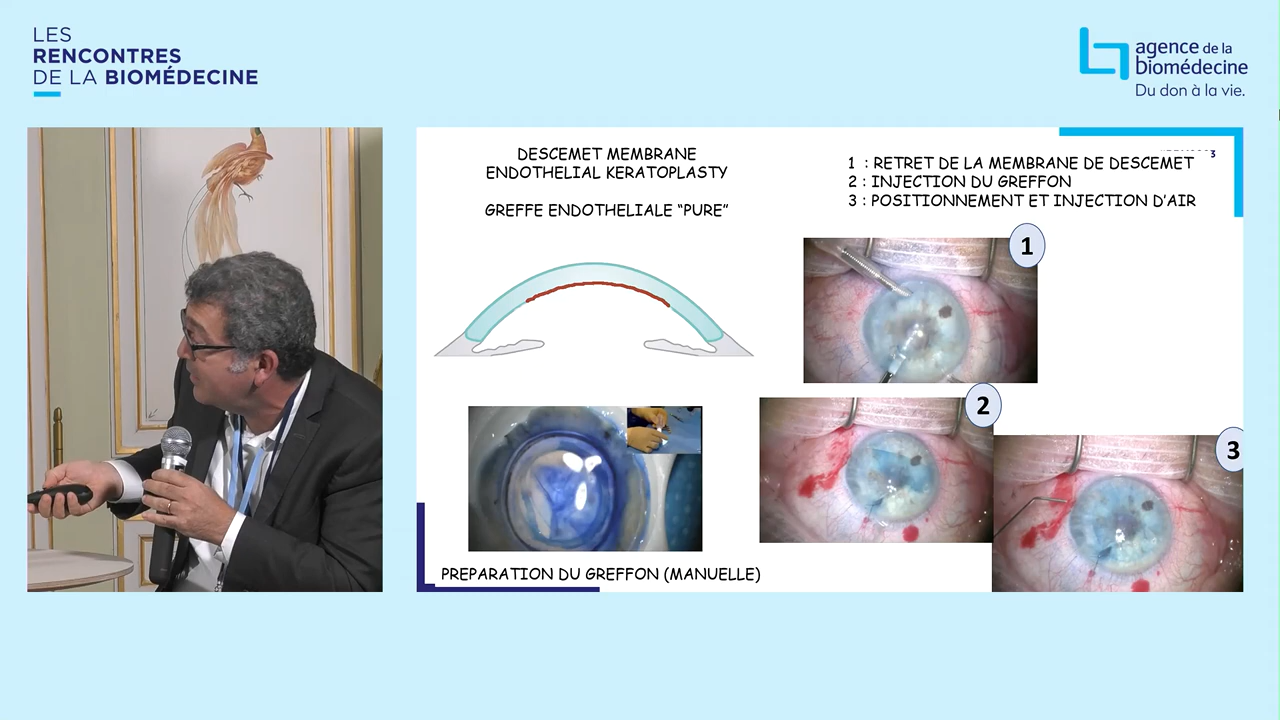 LES
RENCONTRES
DE LA BIOMÉDECINE
agence de la
biomédecine
Du don à la vie.
DESCEMET MEMBRANE
ENDOTHELIAL KERATOPLASTY
GREFFE ENDOTHELIALE “PURE”
1 : RETRET DE LA MEMBRANE DE DESCEMET
2 : INJECTION DU GREFFON
3 : POSITIONNEMENT ET INJECTION D’AIR
1
2
3
PREPARATION DU GREFFON (MANUELLE)